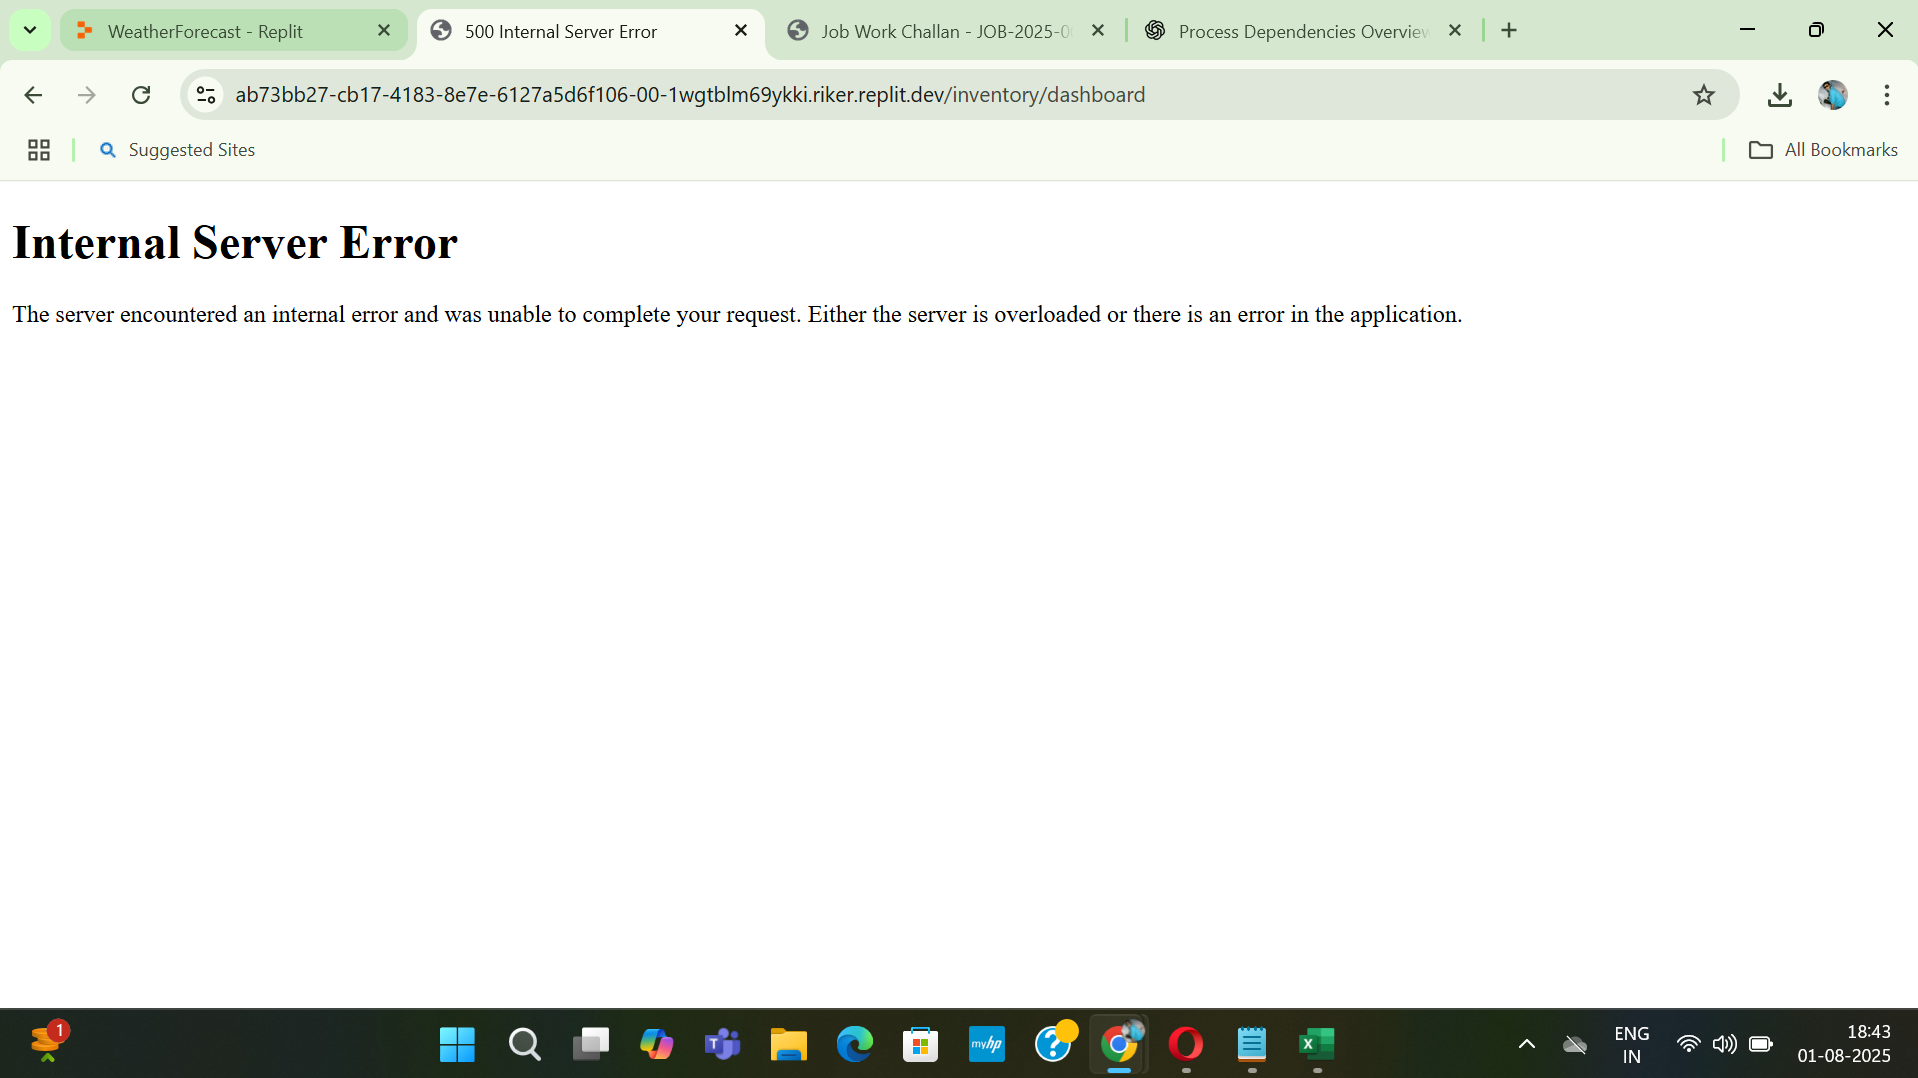 WeatherForecast - Replit
500 Internal Server Error
Job Work Challan - JOB-2025-0
Process Dependencies Overview
ab73bb27-cb17-4183-8e7e-6127a5d6f106-00-1wgtblm69ykki.riker.replit.dev/inventory/dashboard
Suggested Sites
All Bookmarks
Internal Server Error
The server encountered an internal error and was unable to complete your request. Either the server is overloaded or there is an error in the application.
1
T
myhp
?
X
ENG
IN
18:43
01-08-2025